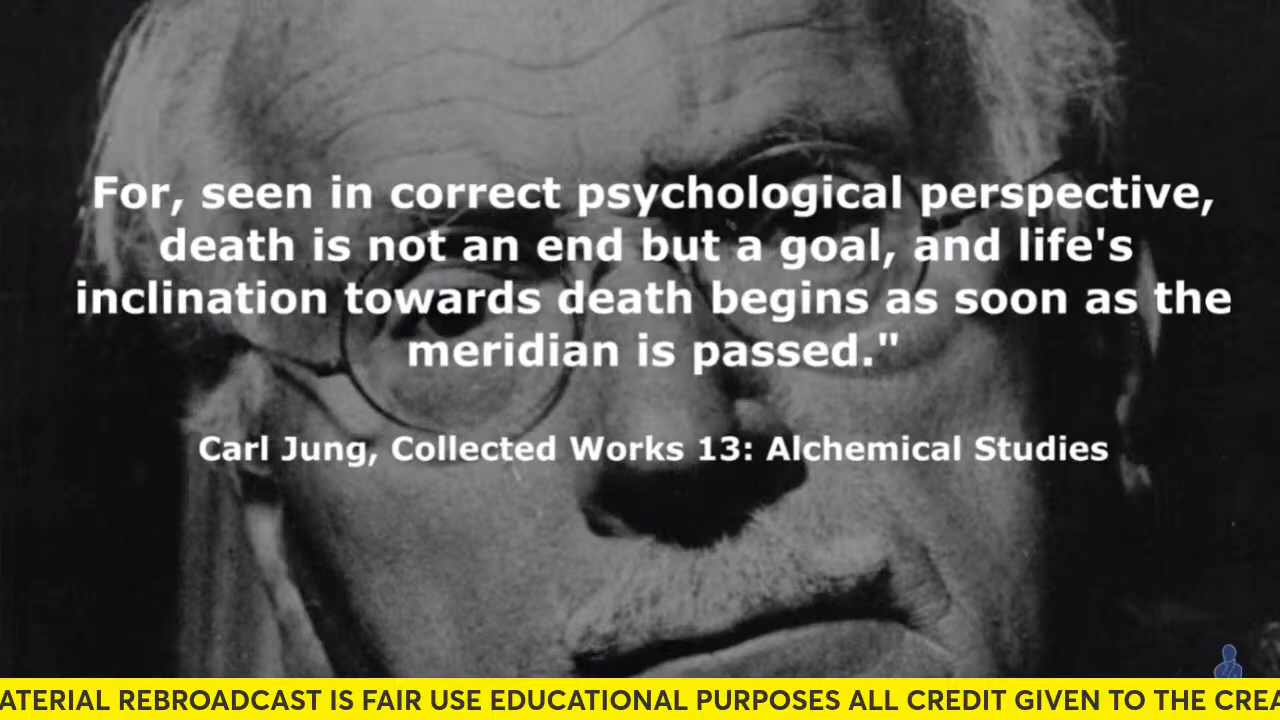 For, seen in correct psychological perspective,
death is not an end but a goal, and life's
inclination towards death begins as soon as the
meridian is passed."
Carl Jung, Collected Works 13: Alchemical Studies
ATERIAL REBROADCAST IS FAIR USE EDUCATIONAL PURPOSES ALL CREDIT GIVEN TO THE CREA